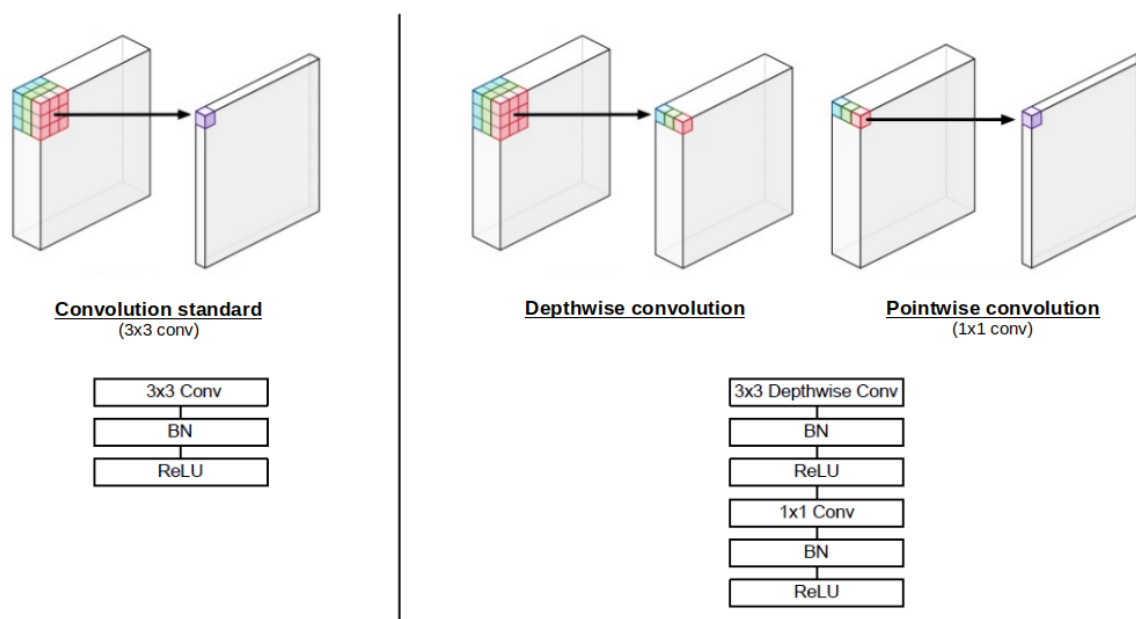 Convolution standard
(3x3 conv)
3x3 Conv
BN
ReLU
Depthwise convolution
Pointwise convolution
(1x1 conv)
3x3 Depthwise Conv
BN
ReLU
1x1 Conv
BN
ReLU